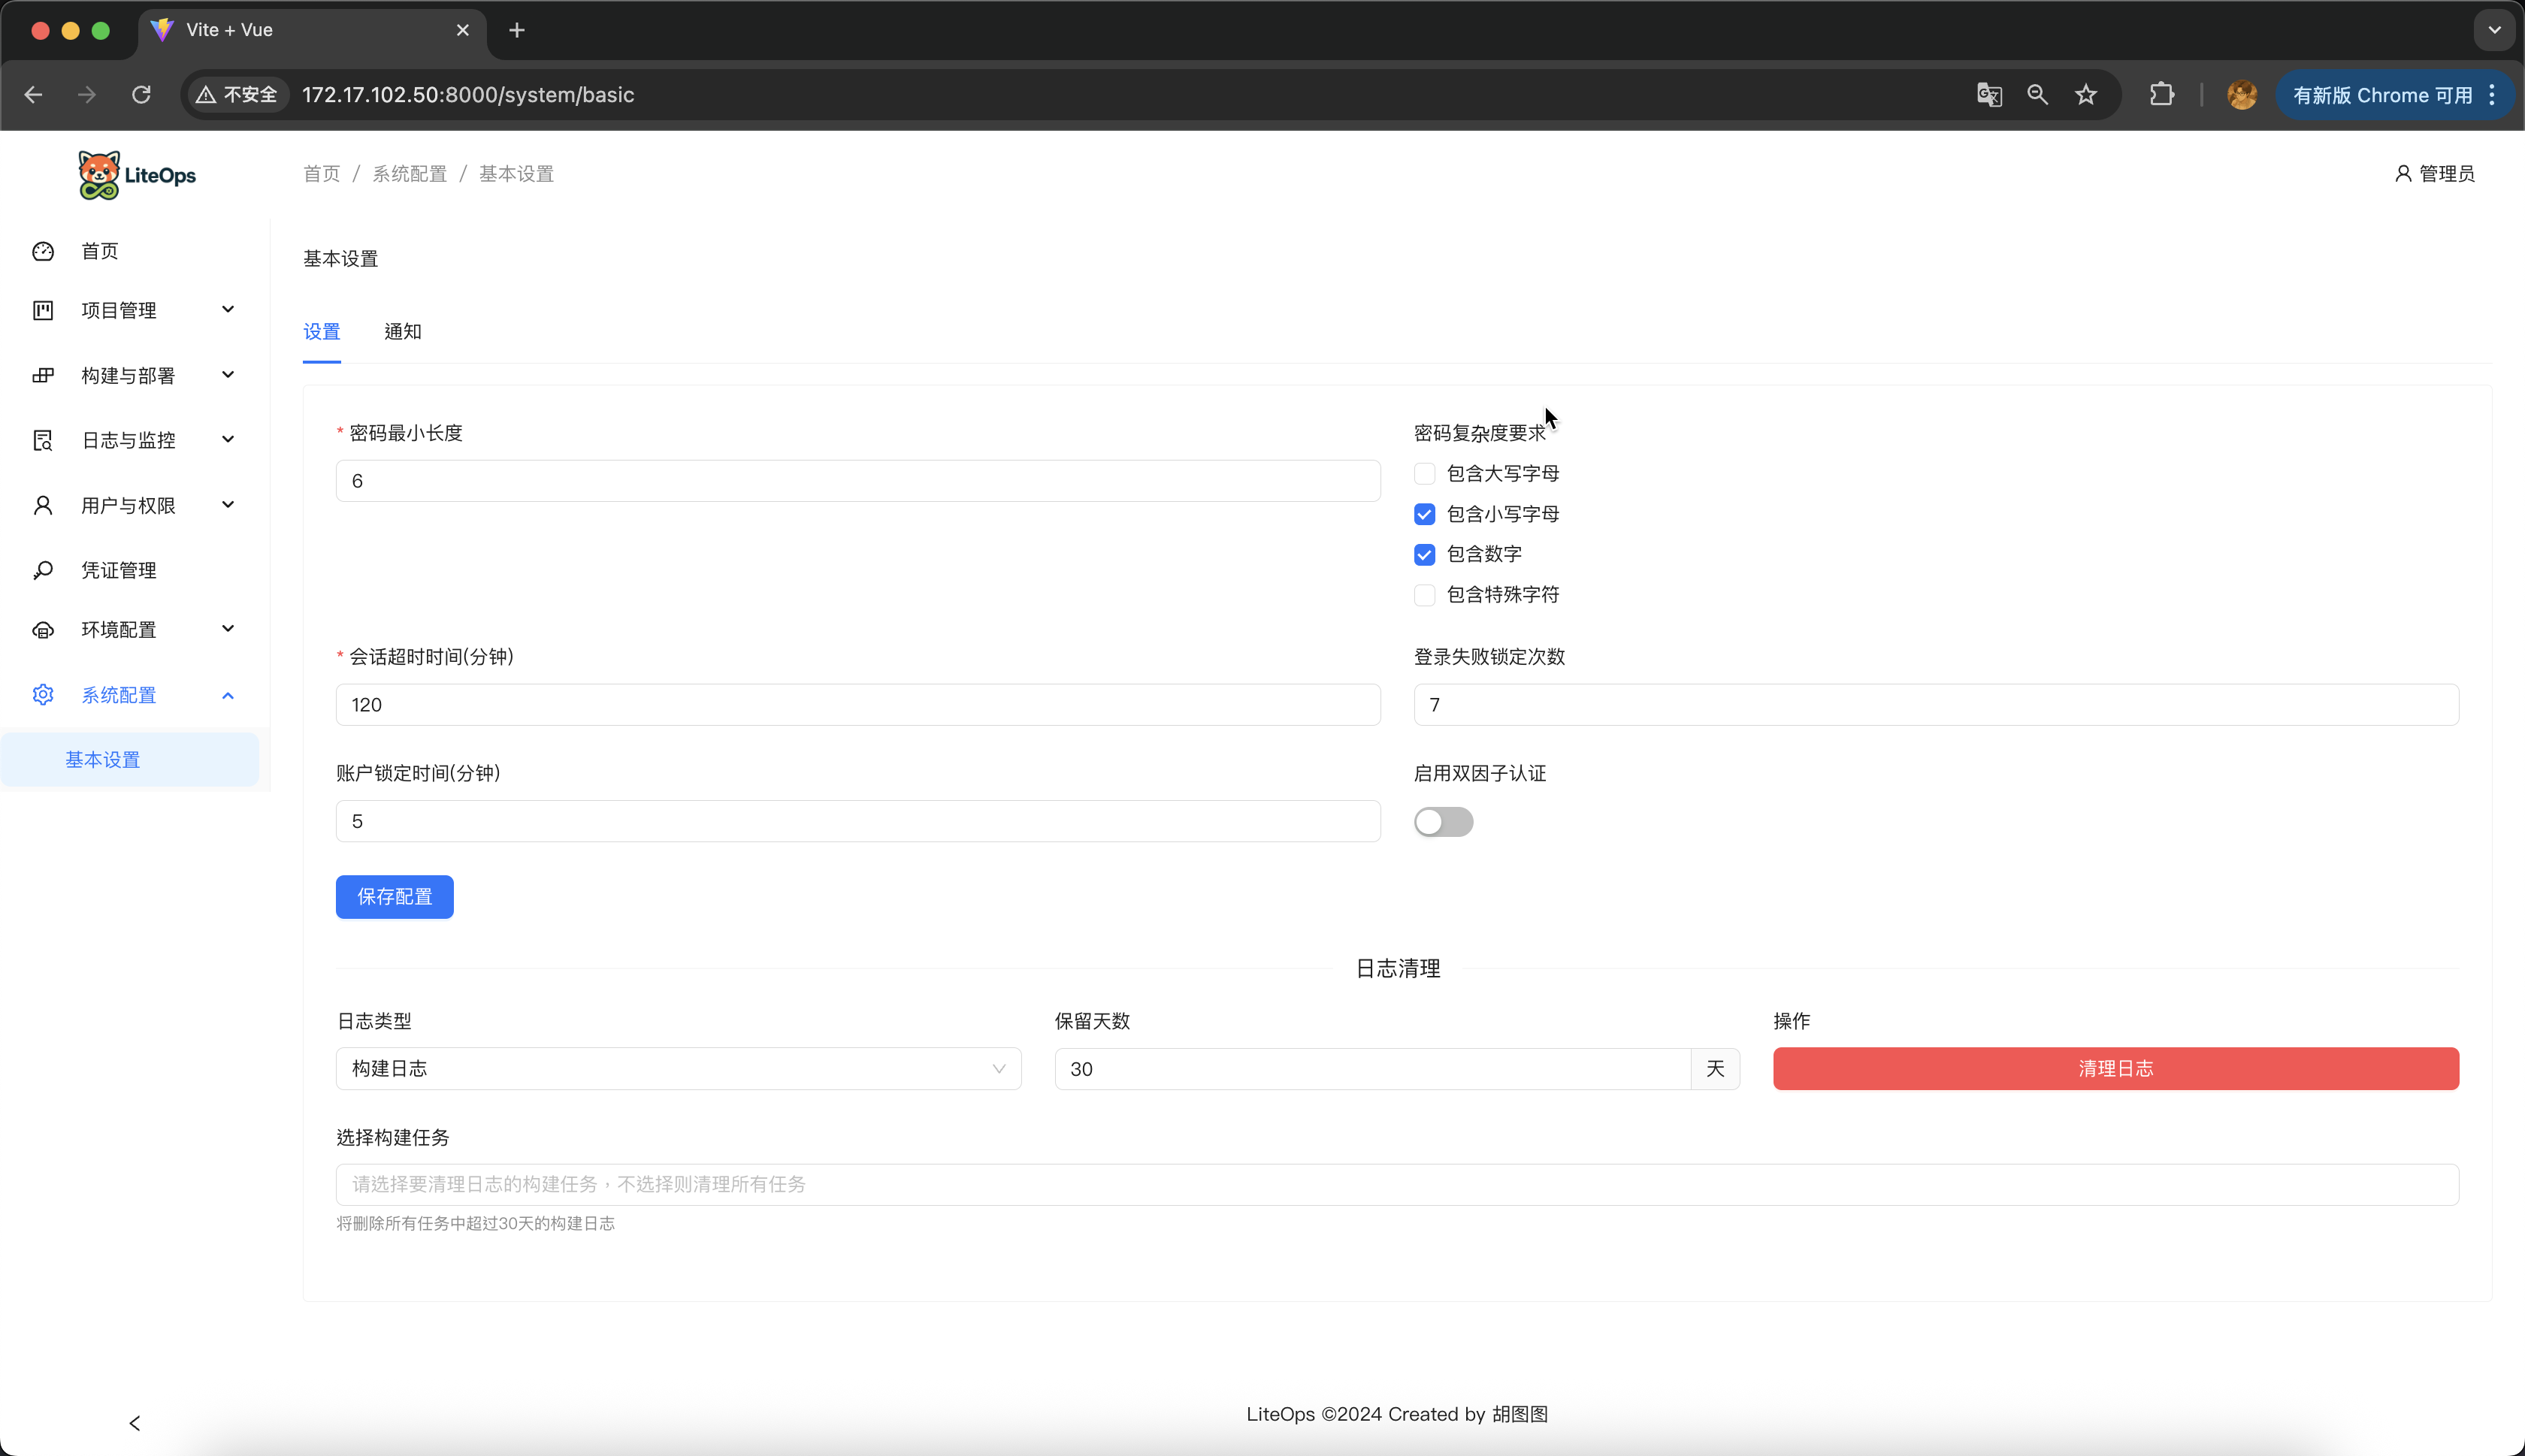 Vite + Vue
不安全
172.17.102.50:8000/system/basic
有新版 Chrome 可用
LiteOps
首页 / 系统配置 / 基本设置
管理员
首页
项目管理
构建与部署
日志与监控
用户与权限
凭证管理
环境配置
系统配置
基本设置
基本设置
设置
通知
* 密码最小长度
6
密码复杂度要求
包含大写字母
包含小写字母
包含数字
包含特殊字符
* 会话超时时间(分钟)
120
登录失败锁定次数
7
账户锁定时间(分钟)
5
启用双因子认证
保存配置
日志清理
日志类型
构建日志
保留天数
30
天
操作
清理日志
选择构建任务
请选择要清理日志的构建任务，不选择则清理所有任务
将删除所有任务中超过30天的构建日志
LiteOps ©2024 Created by 胡图图